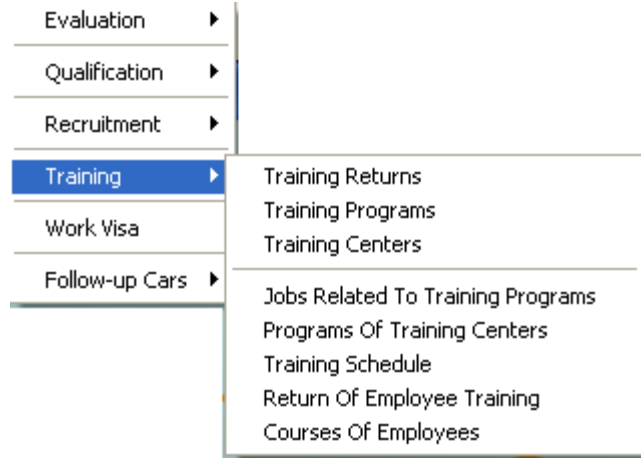 Evaluation
Qualification
Recruitment
Training
Work Visa
Follow-up Cars
Training Returns
Training Programs
Training Centers
Jobs Related To Training Programs
Programs Of Training Centers
Training Schedule
Return Of Employee Training
Courses Of Employees